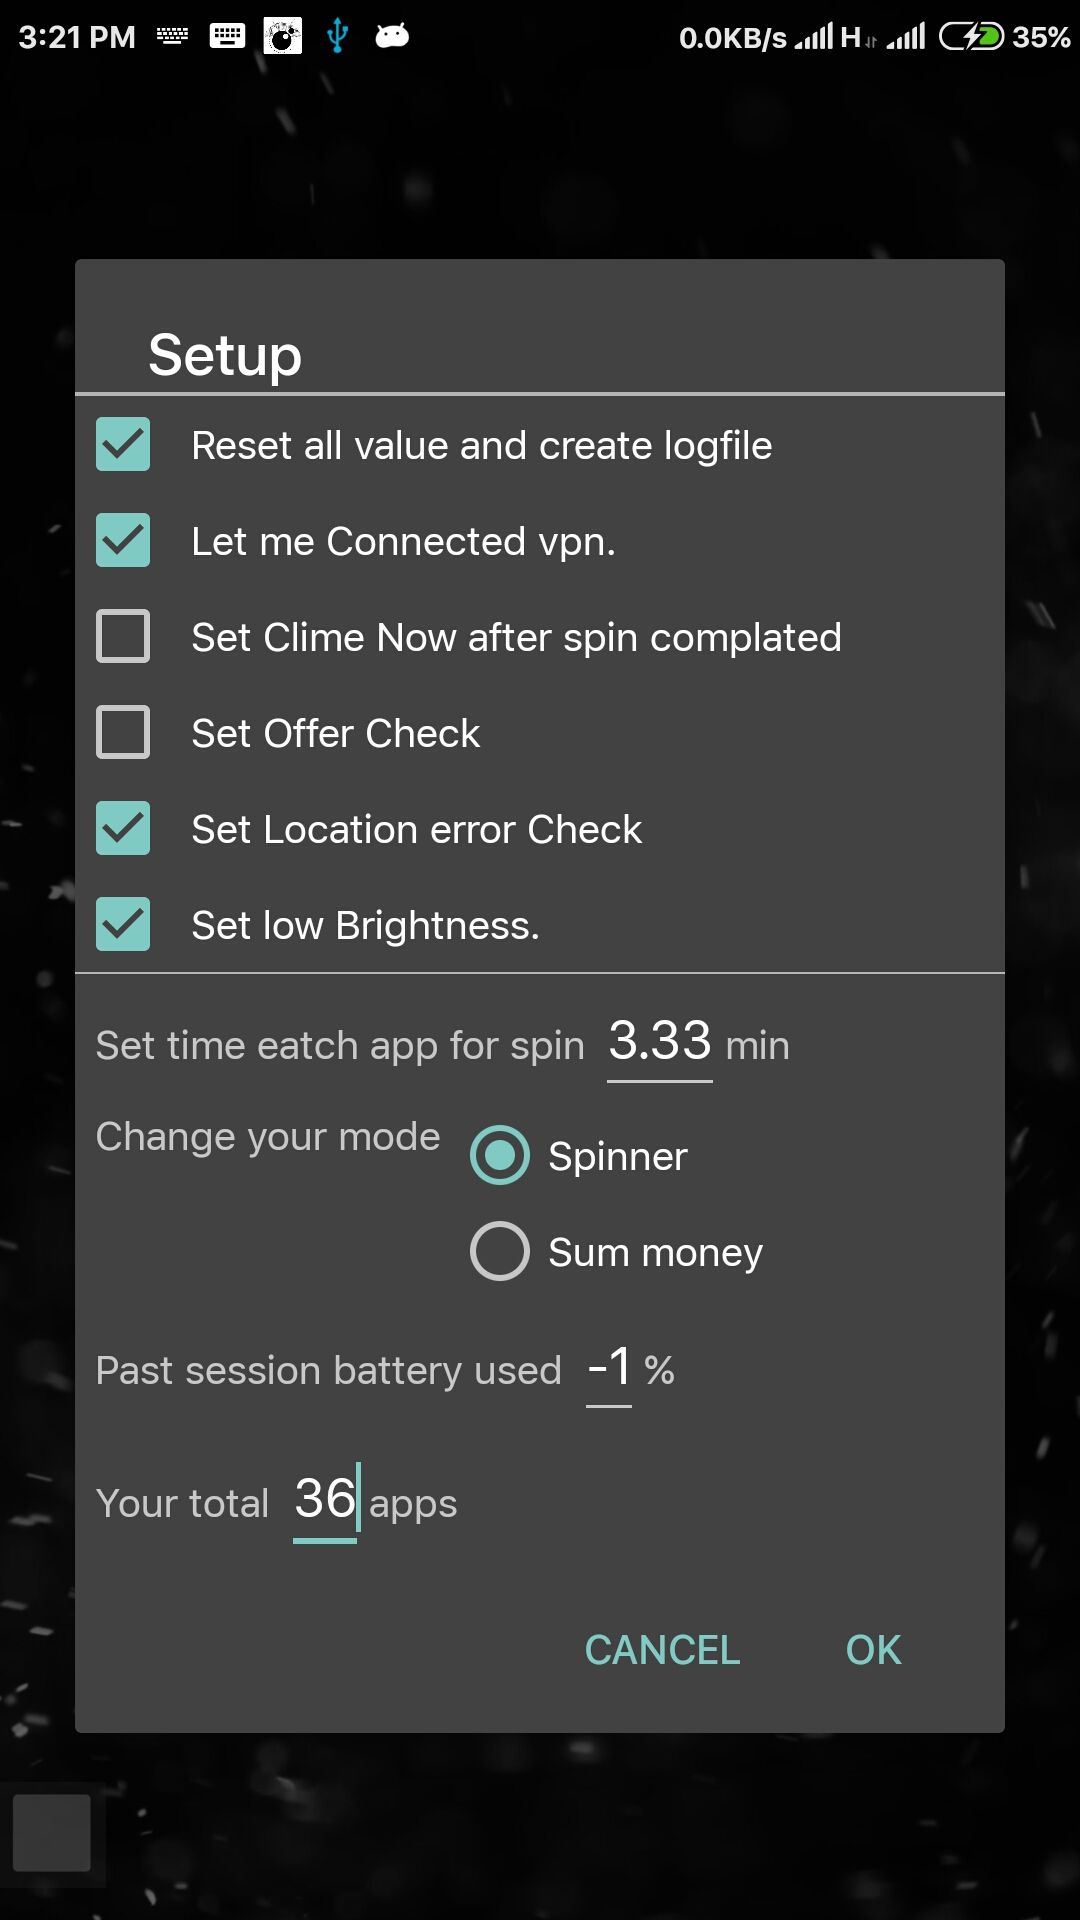 3:21 PM 0.0KB/s H 35%
Setup
Reset all value and create logfile
Let me Connected vpn.
Set Clime Now after spin complated
Set Offer Check
Set Location error Check
Set low Brightness.
Set time eatch app for spin 3.33 min
Change your mode Spinner
Sum money
Past session battery used -1 %
Your total 36 apps
CANCEL OK